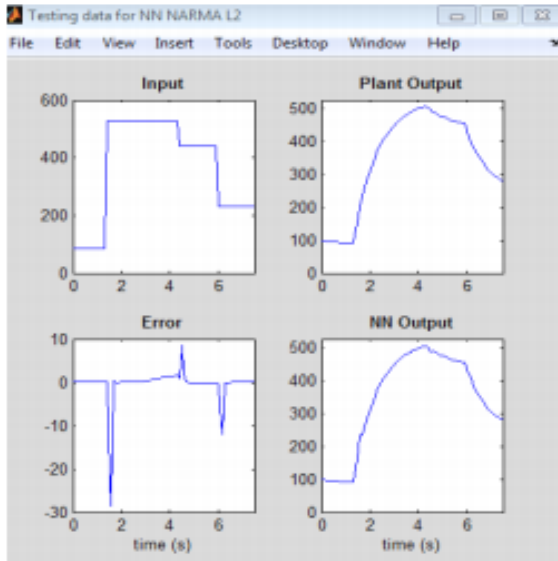 Testing data for NN NARMA L2
File Edit View Insert Tools Desktop Window Help
Input
600
400
200
0
0 2 4 6
Plant Output
500
400
300
200
100
0
0 2 4 6
Error
10
0
-10
-20
-30
0 2 4 6
time (s)
NN Output
500
400
300
200
100
0
0 2 4 6
time (s)